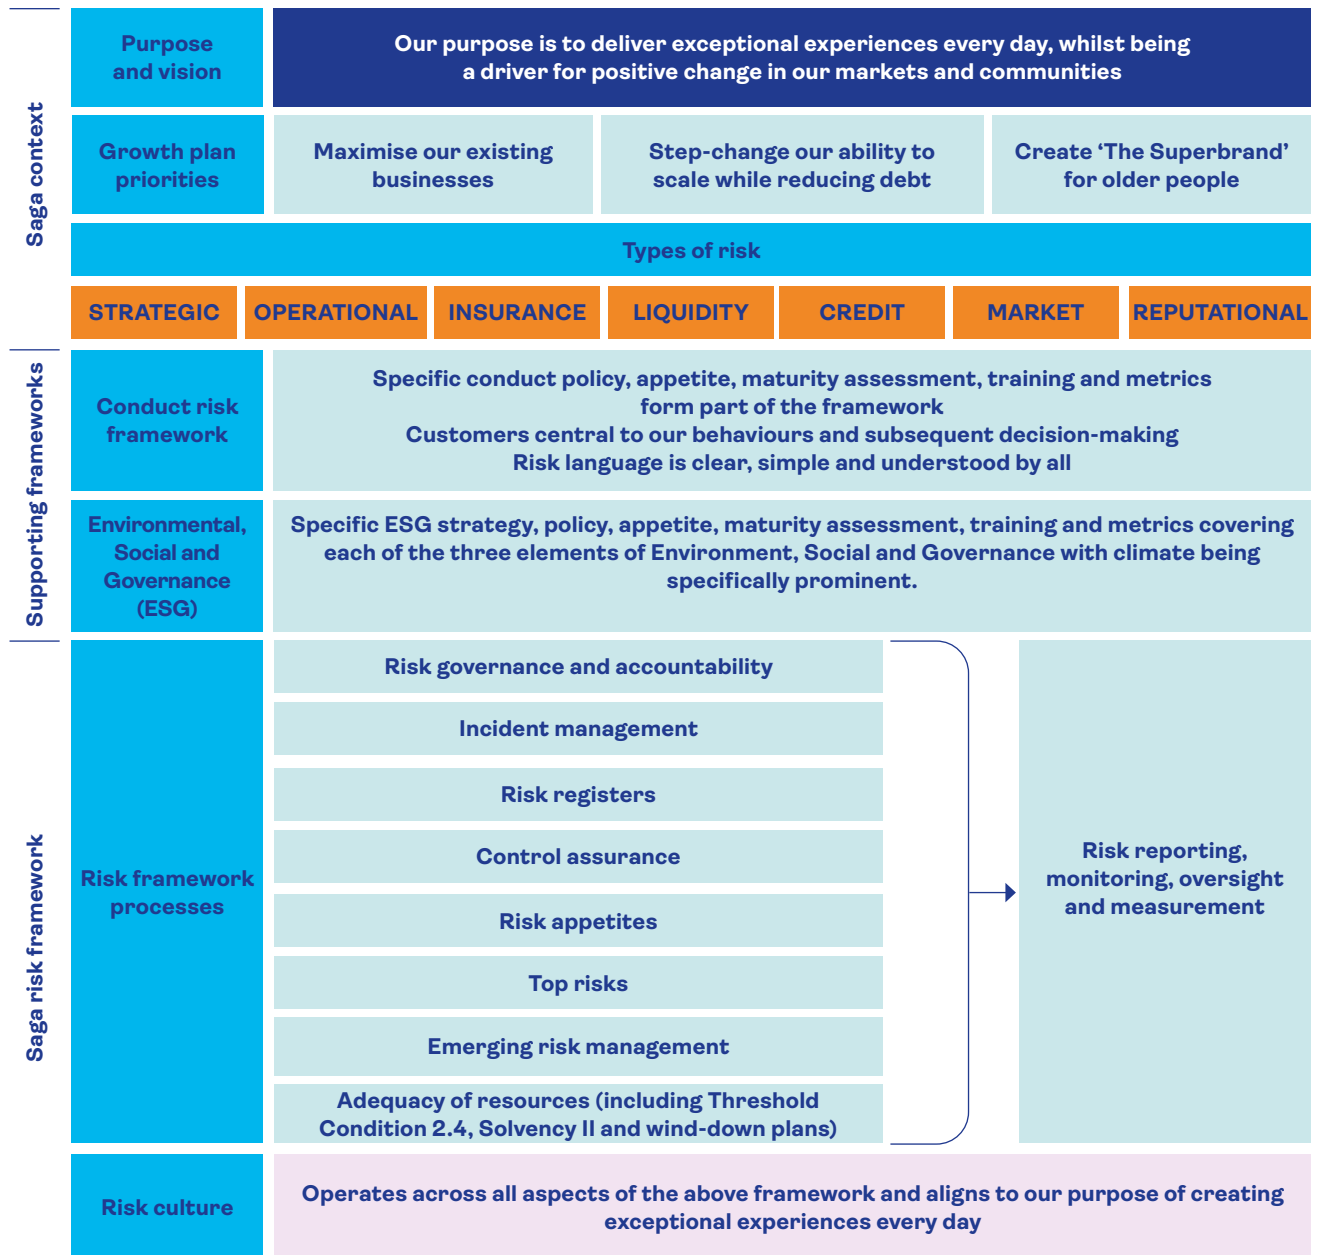 Saga context
Purpose
and vision
Our purpose is to deliver exceptional experiences every day, whilst being
a driver for positive change in our markets and communities
Growth plan
priorities
Maximise our existing
businesses
Step-change our ability to
scale while reducing debt
Create ‘The Superbrand’
for older people
Types of risk
STRATEGIC
OPERATIONAL
INSURANCE
LIQUIDITY
CREDIT
MARKET
REPUTATIONAL
Supporting frameworks
Conduct risk
framework
Specific conduct policy, appetite, maturity assessment, training and metrics
form part of the framework
Customers central to our behaviours and subsequent decision-making
Risk language is clear, simple and understood by all
Environmental,
Social and
Governance
(ESG)
Specific ESG strategy, policy, appetite, maturity assessment, training and metrics covering
each of the three elements of Environment, Social and Governance with climate being
specifically prominent.
Saga risk framework
Risk framework
processes
Risk governance and accountability
Incident management
Risk registers
Control assurance
Risk appetites
Top risks
Emerging risk management
Adequacy of resources (including Threshold
Condition 2.4, Solvency II and wind-down plans)
Risk reporting,
monitoring, oversight
and measurement
Risk culture
Operates across all aspects of the above framework and aligns to our purpose of creating
exceptional experiences every day